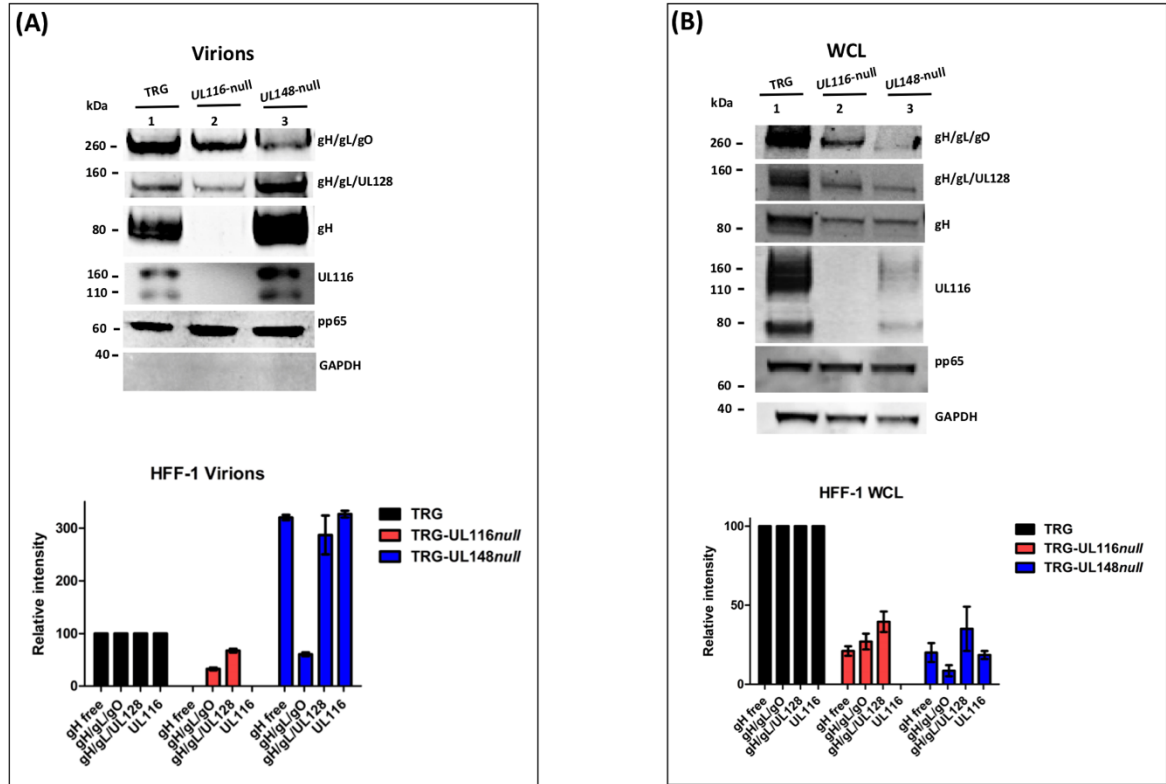 (A)
Virions
TRG UL116-null UL148-null
kDa
1 2 3
260 gH/gL/gO
160
gH/gL/UL128
80 gH
160 UL116
110
60 pp65
40
GAPDH
HFF-1 Virions
Relative intensity
300
200
100
0
gH free gH/gL/gO gH/gL/UL128 UL116 gH free gH/gL/gO gH/gL/UL128 UL116 gH free gH/gL/gO gH/gL/UL128 UL116
TRG
TRG-UL116null
TRG-UL148null
(B)
WCL
TRG UL116-null UL148-null
kDa
1 2 3
260 gH/gL/gO
160
gH/gL/UL128
80 gH
160
110 UL116
80
pp65
60
40
GAPDH
HFF-1 WCL
Relative intensity
100
50
0
gH free gH/gL/gO gH/gL/UL128 UL116 gH free gH/gL/gO gH/gL/UL128 UL116 gH free gH/gL/gO gH/gL/UL128 UL116
TRG
TRG-UL116null
TRG-UL148null